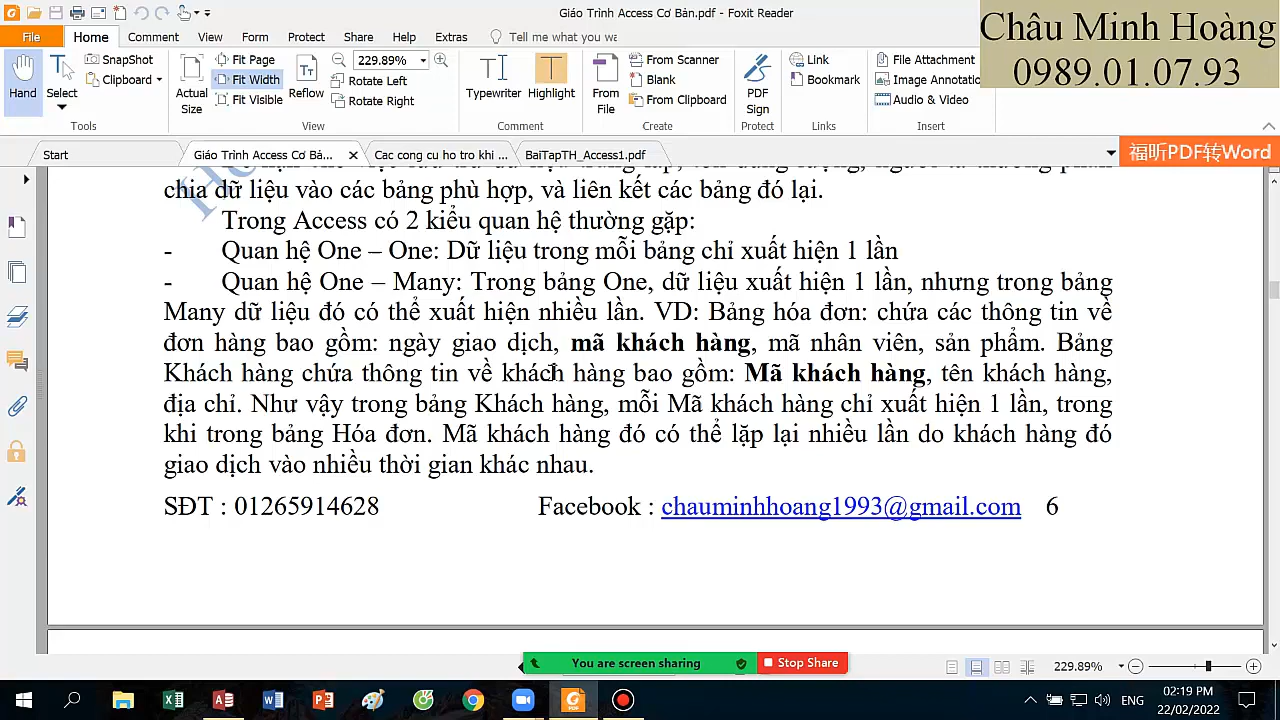 Giáo Trình Access Cơ Bản.pdf - Foxit Reader
Châu Minh Hoàng
0989.01.07.93
File Home Comment View Form Protect Share Help Extras Tell me what you wa
Hand
Select
SnapShot
Clipboard
Tools
Actual Size
Fit Page
Fit Width
Fit Visible
Reflow
229.89%
Rotate Left
Rotate Right
View
Typewriter
Highlight
Comment
From File
From Scanner
Blank
From Clipboard
Create
PDF Sign
Protect
Link
Bookmark
Links
File Attachment
Image Annotatio
Audio & Video
Insert
Start
Giáo Trình Access Cơ Bả...
Cac cong cu ho tro khi ...
BaiTapTH_Access1.pdf
福昕PDF转Word
chia dữ liệu vào các bảng phù hợp, và liên kết các bảng đó lại.
Trong Access có 2 kiểu quan hệ thường gặp:
- Quan hệ One – One: Dữ liệu trong mỗi bảng chỉ xuất hiện 1 lần
- Quan hệ One – Many: Trong bảng One, dữ liệu xuất hiện 1 lần, nhưng trong bảng
Many dữ liệu đó có thể xuất hiện nhiều lần. VD: Bảng hóa đơn: chứa các thông tin về
đơn hàng bao gồm: ngày giao dịch, mã khách hàng, mã nhân viên, sản phẩm. Bảng
Khách hàng chứa thông tin về khách hàng bao gồm: Mã khách hàng, tên khách hàng,
địa chỉ. Như vậy trong bảng Khách hàng, mỗi Mã khách hàng chỉ xuất hiện 1 lần, trong
khi trong bảng Hóa đơn. Mã khách hàng đó có thể lặp lại nhiều lần do khách hàng đó
giao dịch vào nhiều thời gian khác nhau.
SĐT : 01265914628 Facebook : chauminhhoang1993@gmail.com 6
You are screen sharing
Stop Share
229.89%
ENG
02:19 PM
22/02/2022